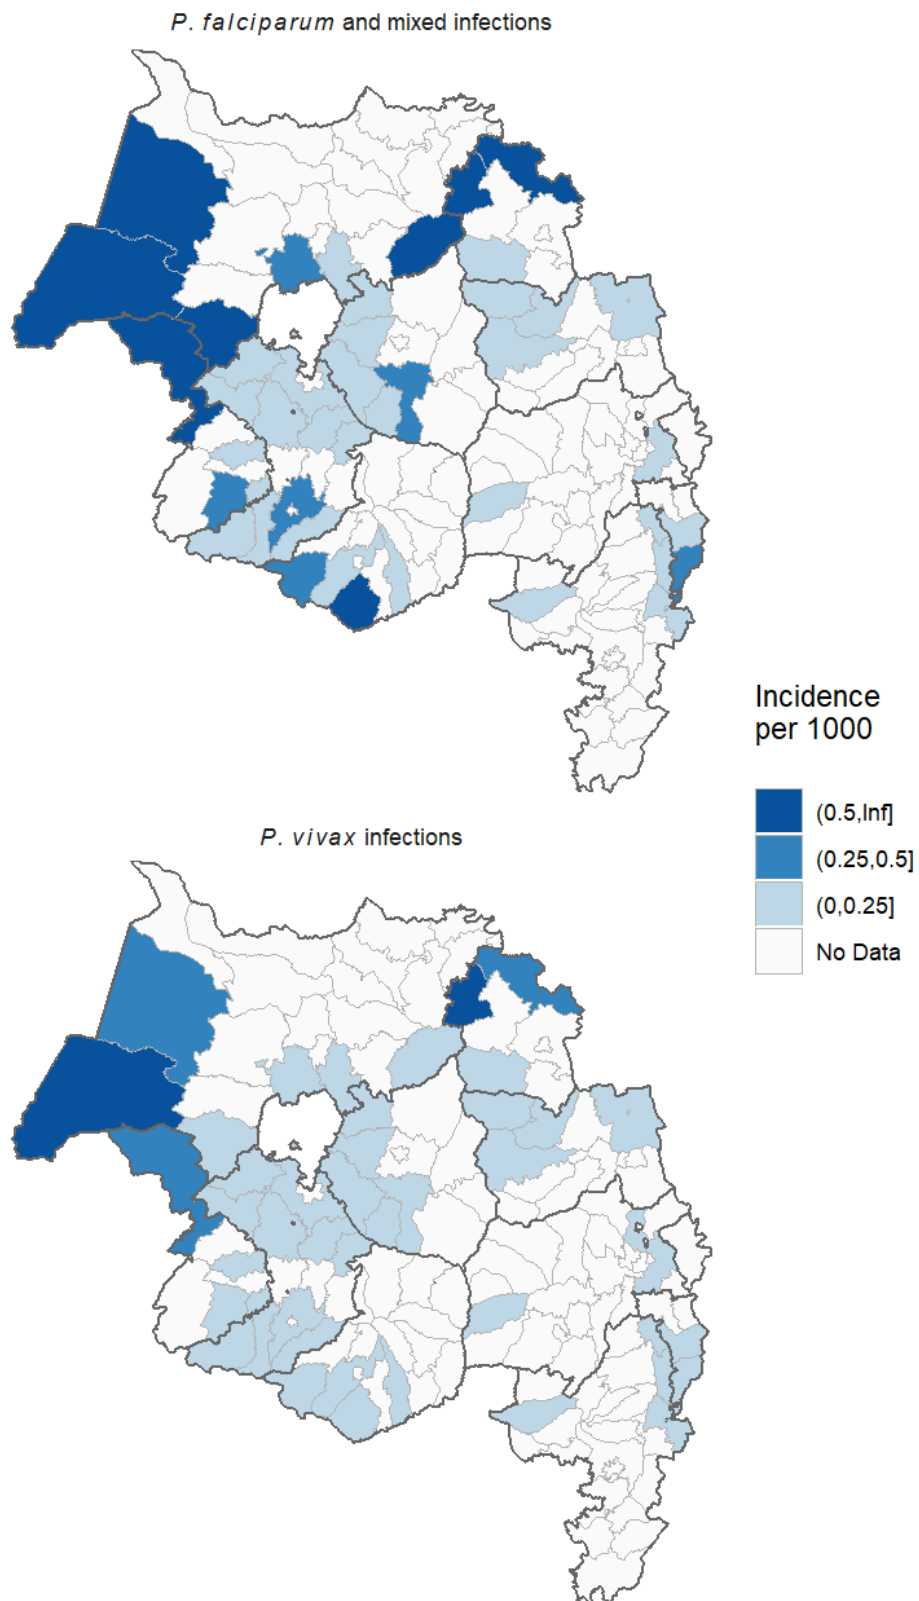 P. falciparum and mixed infections
Incidence
per 1000
(0.5,Inf]
(0.25,0.5]
(0,0.25]
No Data
P. vivax infections